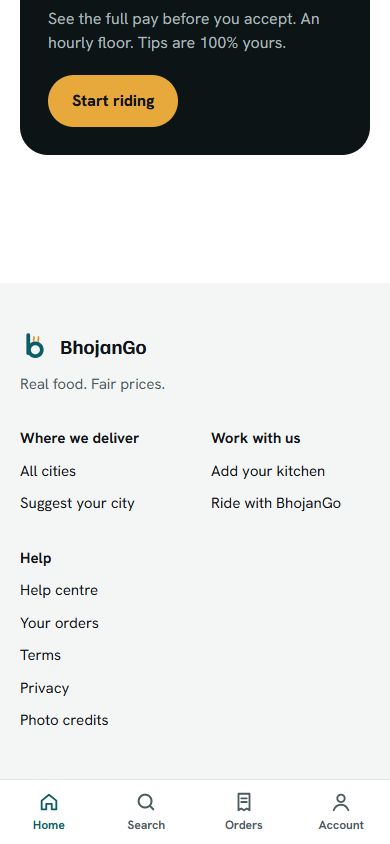 See the full pay before you accept. An
hourly floor. Tips are 100% yours.
Start riding
BhojanGo
Real food. Fair prices.
Where we deliver
All cities
Suggest your city
Work with us
Add your kitchen
Ride with BhojanGo
Help
Help centre
Your orders
Terms
Privacy
Photo credits
Home
Search
Orders
Account